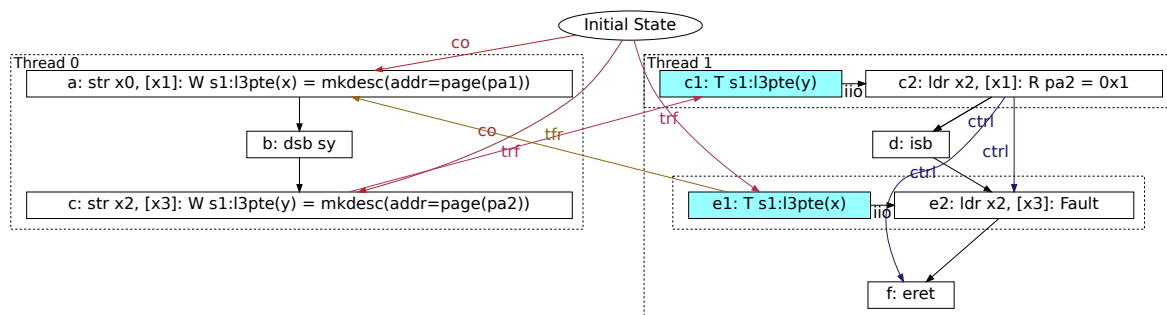 Initial State
co
Thread 0
Thread 1
a: str x0, [x1]: W s1:l3pte(x) = mkdesc(addr=page(pa1))
c1: T s1:l3pte(y)
iio
c2: ldr x2, [x1]: R pa2 = 0x1
trf
ctrl
co
tfr
b: dsb sy
trf
d: isb
ctrl
ctrl
c: str x2, [x3]: W s1:l3pte(y) = mkdesc(addr=page(pa2))
e1: T s1:l3pte(x)
iio
e2: ldr x2, [x3]: Fault
f: eret